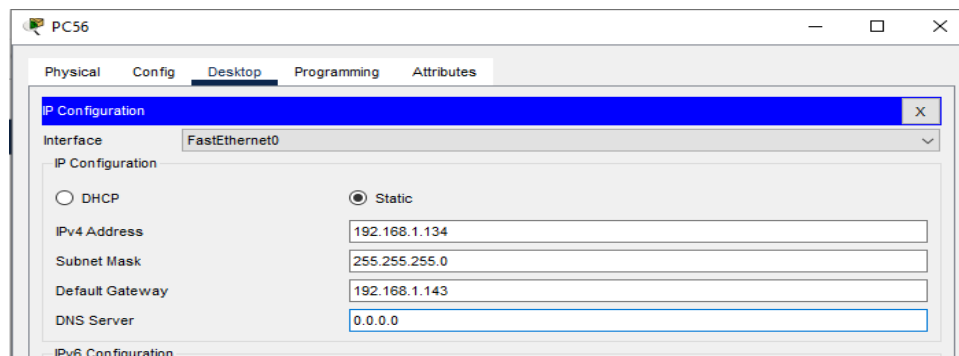 PC56
Physical Config Desktop Programming Attributes
IP Configuration X
Interface FastEthernet0
IP Configuration
DHCP Static
IPv4 Address 192.168.1.134
Subnet Mask 255.255.255.0
Default Gateway 192.168.1.143
DNS Server 0.0.0.0
IPv6 Configuration